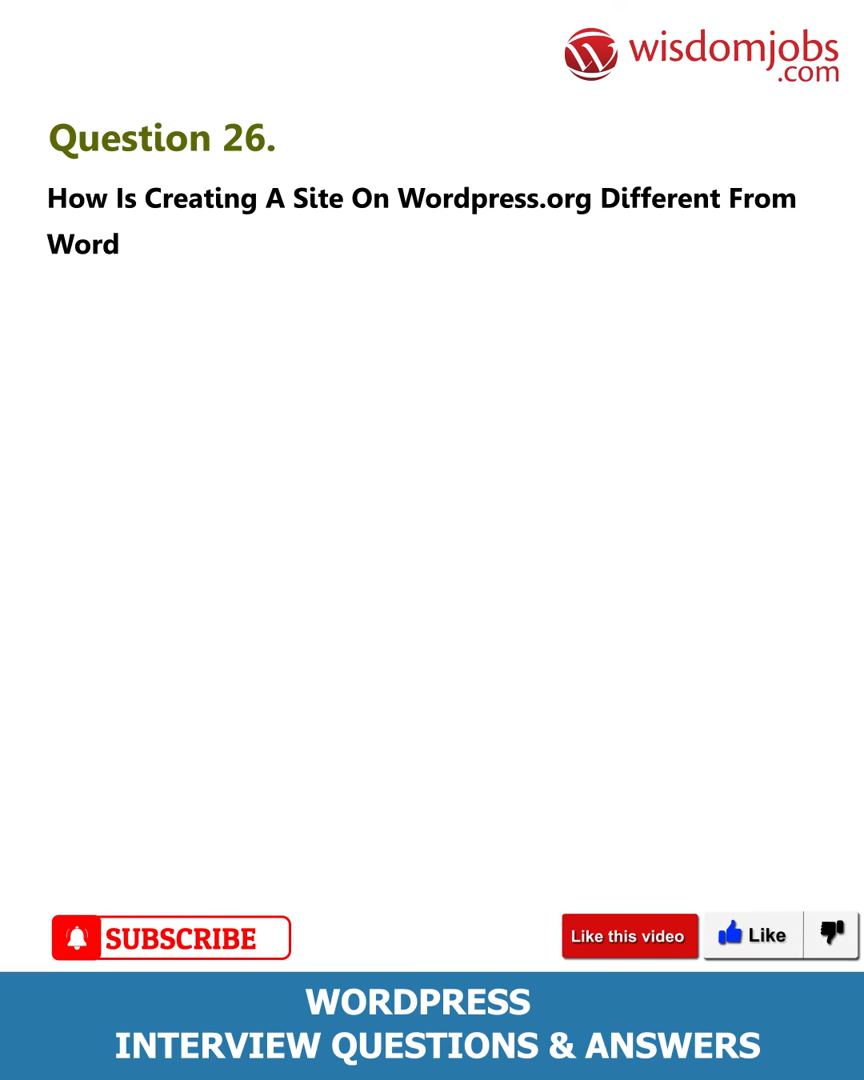 wisdomjobs
.com
Question 26.
How Is Creating A Site On Wordpress.org Different From
Word
SUBSCRIBE
Like this video
Like
WORDPRESS
INTERVIEW QUESTIONS & ANSWERS